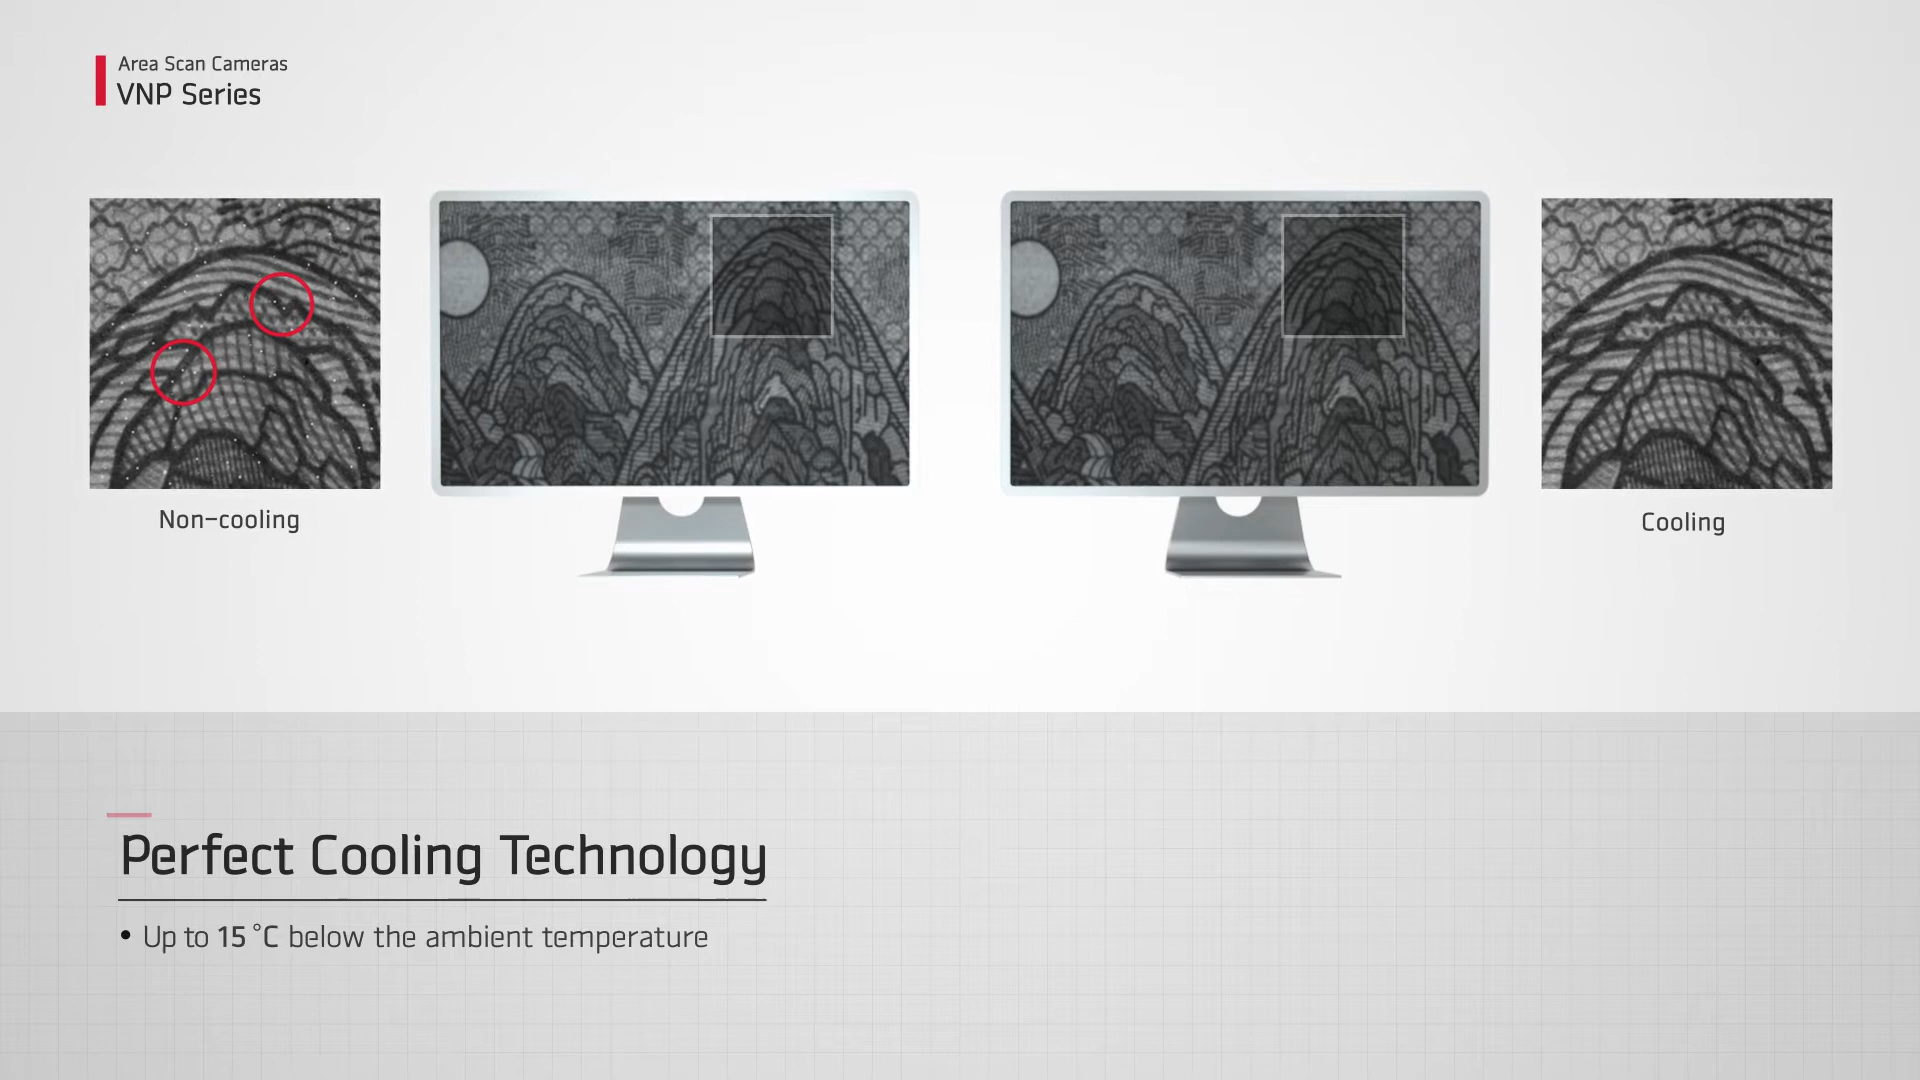 Area Scan Cameras
VNP Series
Non-cooling
Cooling
Perfect Cooling Technology
• Up to 15 °C below the ambient temperature